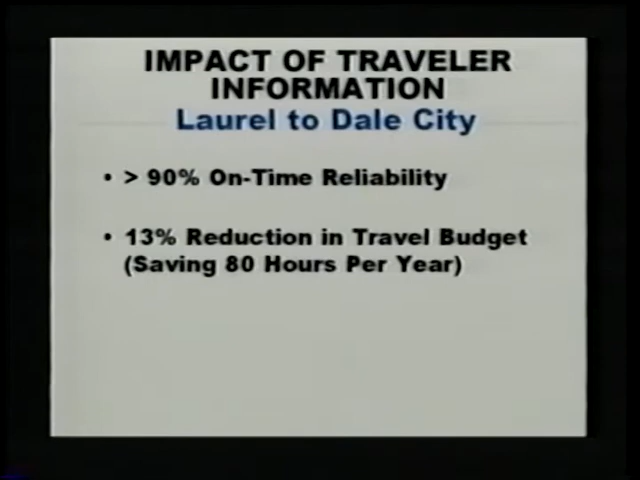 IMPACT OF TRAVELER
INFORMATION
Laurel to Dale City
• > 90% On-Time Reliability
• 13% Reduction in Travel Budget
(Saving 80 Hours Per Year)